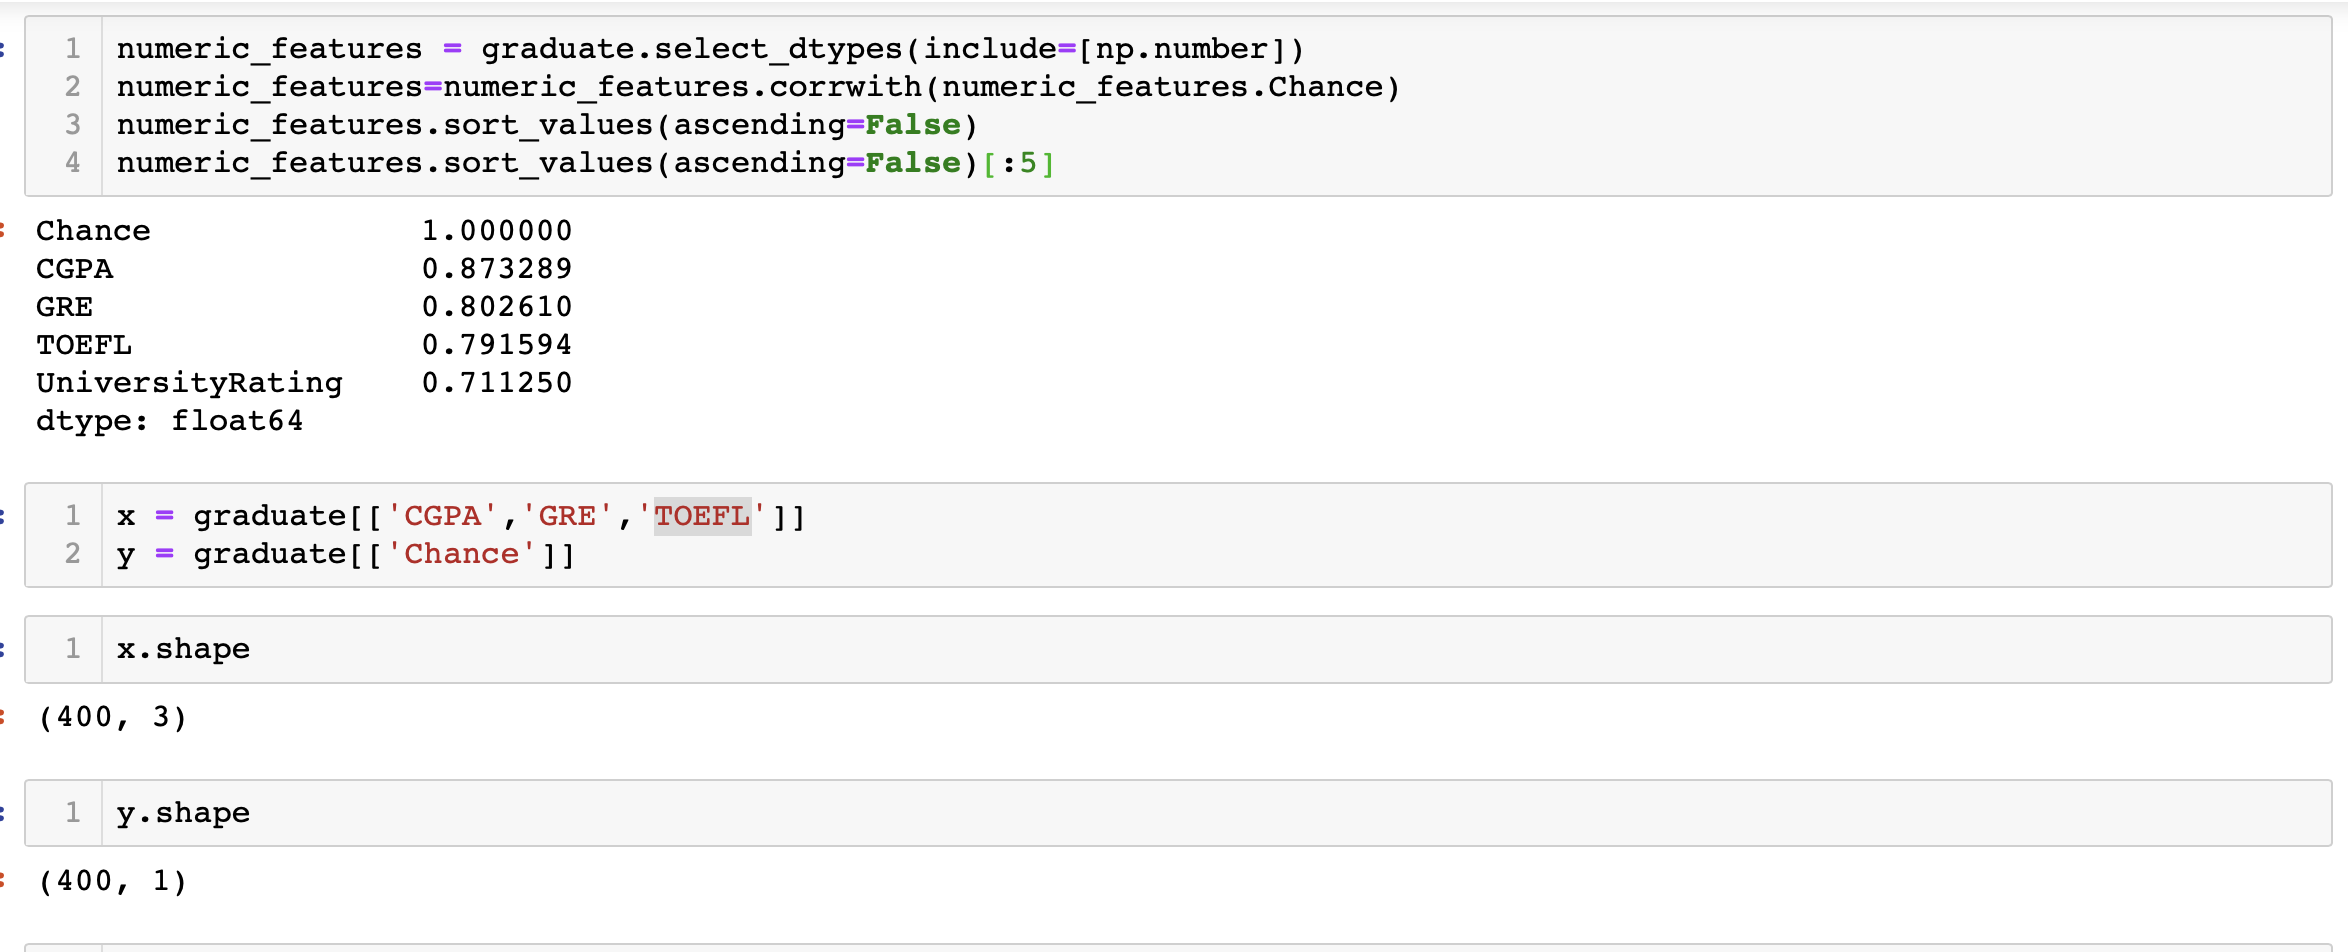 1 numeric_features = graduate.select_dtypes(include=[np.number])
2 numeric_features=numeric_features.corrwith(numeric_features.Chance)
3 numeric_features.sort_values(ascending=False)
4 numeric_features.sort_values(ascending=False)[:5]
Chance 1.000000
CGPA 0.873289
GRE 0.802610
TOEFL 0.791594
UniversityRating 0.711250
dtype: float64
1 x = graduate[['CGPA','GRE','TOEFL']]
2 y = graduate[['Chance']]
1 x.shape
(400, 3)
1 y.shape
(400, 1)